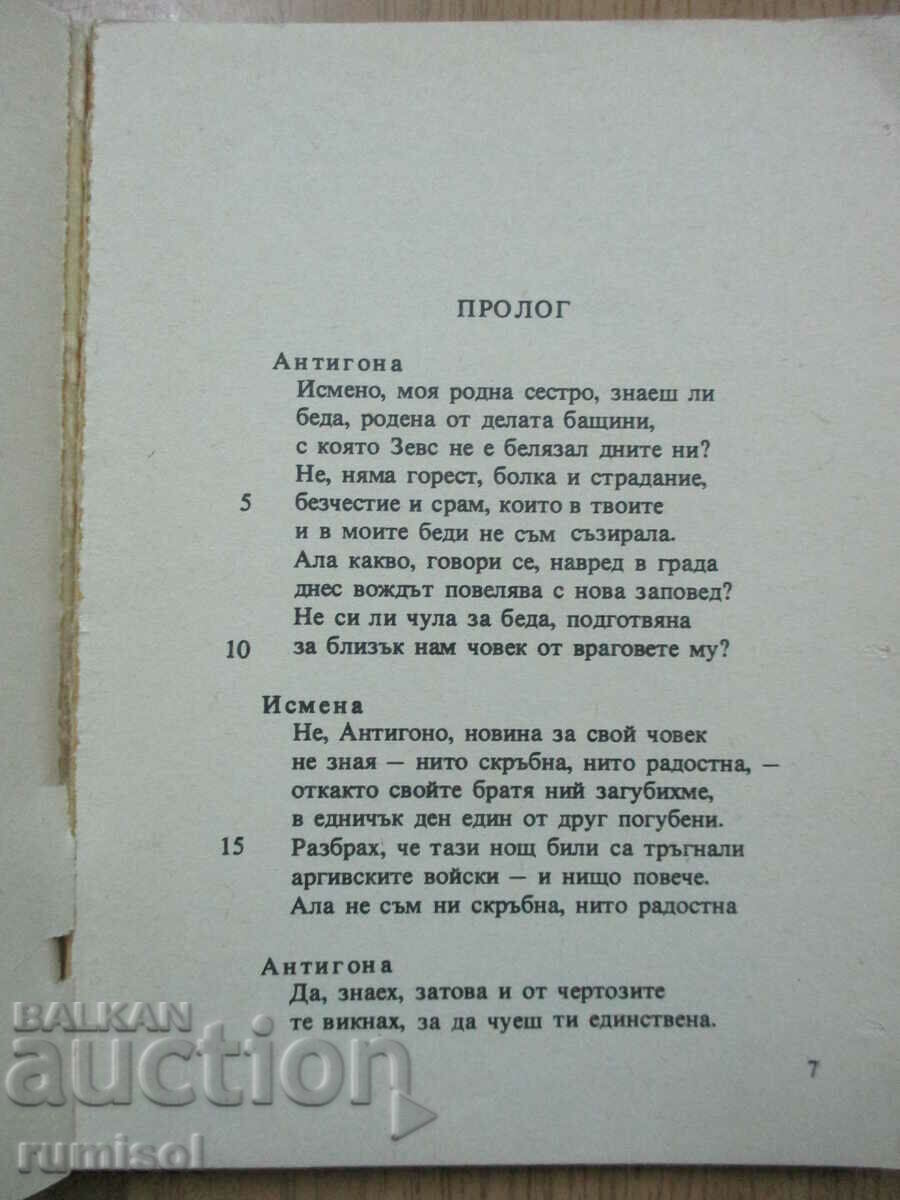 ПРОЛОГ
Антигона
Исмено, моя родна сестро, знаеш ли
беда, родена от делата бащини,
с която Зевс не е белязал дните ни?
Не, няма горест, болка и страдание,
5 безчестие и срам, които в твоите
и в моите беди не съм съзирала.
Ала какво, говори се, навред в града
днес вождът повелява с нова заповед?
Не си ли чула за беда, подготвяна
10 за близък нам човек от враговете му?
Исмена
Не, Антигоно, новина за свой човек
не зная — нито скръбна, нито радостна, —
откакто свойте братя ний загубихме,
в едничък ден един от друг погубени.
15 Разбрах, че тази нощ били са тръгнали
аргивските войски — и нищо повече.
Ала не съм ни скръбна, нито радостна
Антигона
Да, знаех, затова и от чертозите
те викнах, за да чуеш ти единствена.
7
BALKAN
auction
rumisol